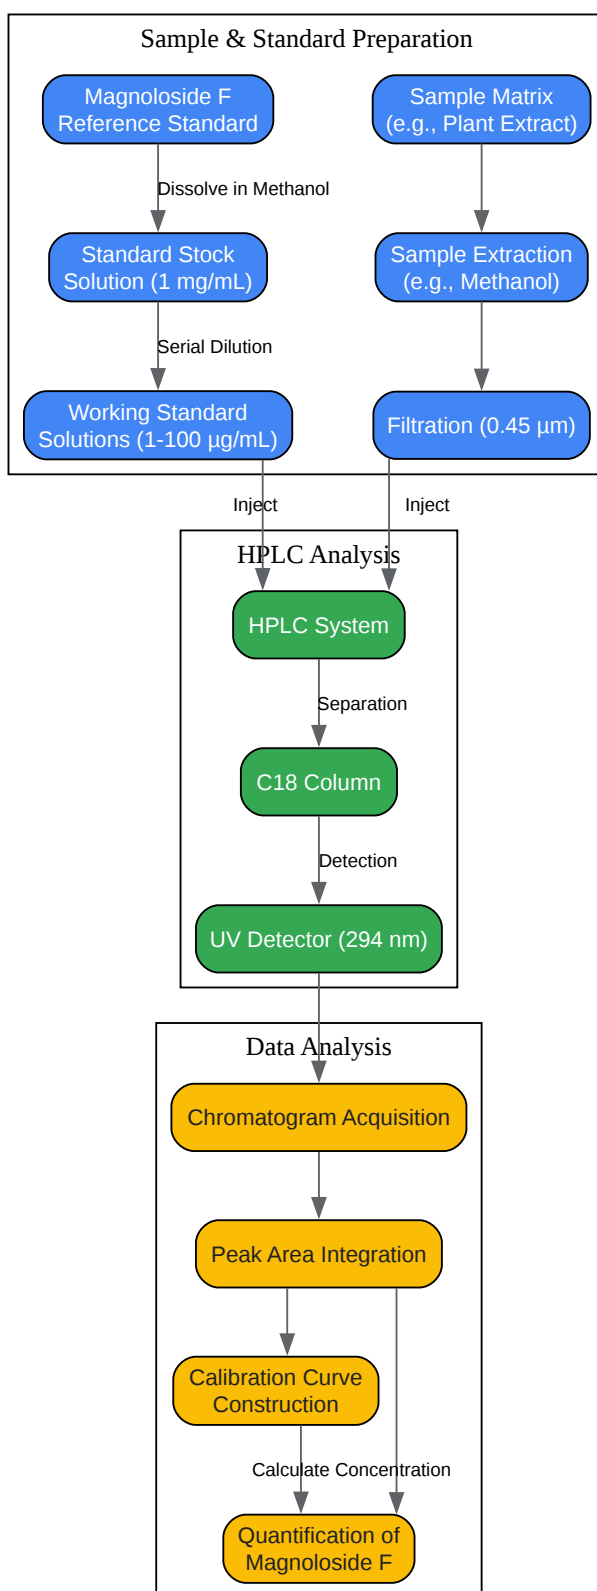 Sample & Standard Preparation
Magnoloside F
Reference Standard
Sample Matrix
(e.g., Plant Extract)
Dissolve in Methanol
Standard Stock
Solution (1 mg/mL)
Sample Extraction
(e.g., Methanol)
Serial Dilution
Working Standard
Solutions (1-100 µg/mL)
Filtration (0.45 µm)
Inject
Inject
HPLC Analysis
HPLC System
Separation
C18 Column
Detection
UV Detector (294 nm)
Data Analysis
Chromatogram Acquisition
Peak Area Integration
Calibration Curve
Construction
Calculate Concentration
Quantification of
Magnoloside F